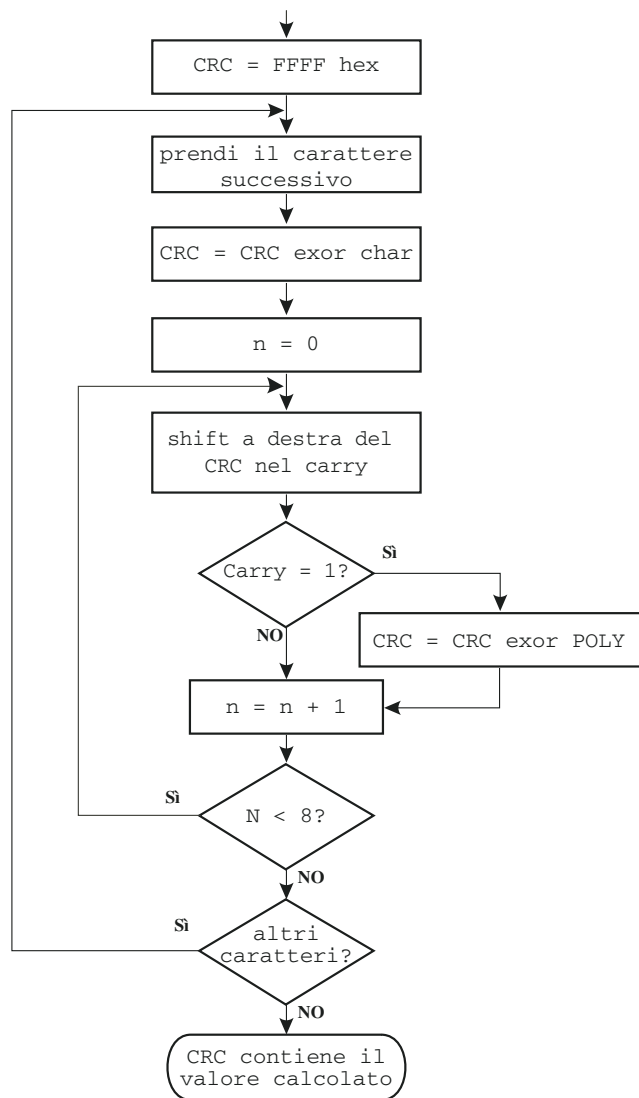 CRC = FFFF hex
prendi il carattere
successivo
CRC = CRC exor char
n = 0
shift a destra del
CRC nel carry
Carry = 1?
Sì
NO
CRC = CRC exor POLY
n = n + 1
Sì
N < 8?
NO
Sì
altri
caratteri?
NO
CRC contiene il
valore calcolato